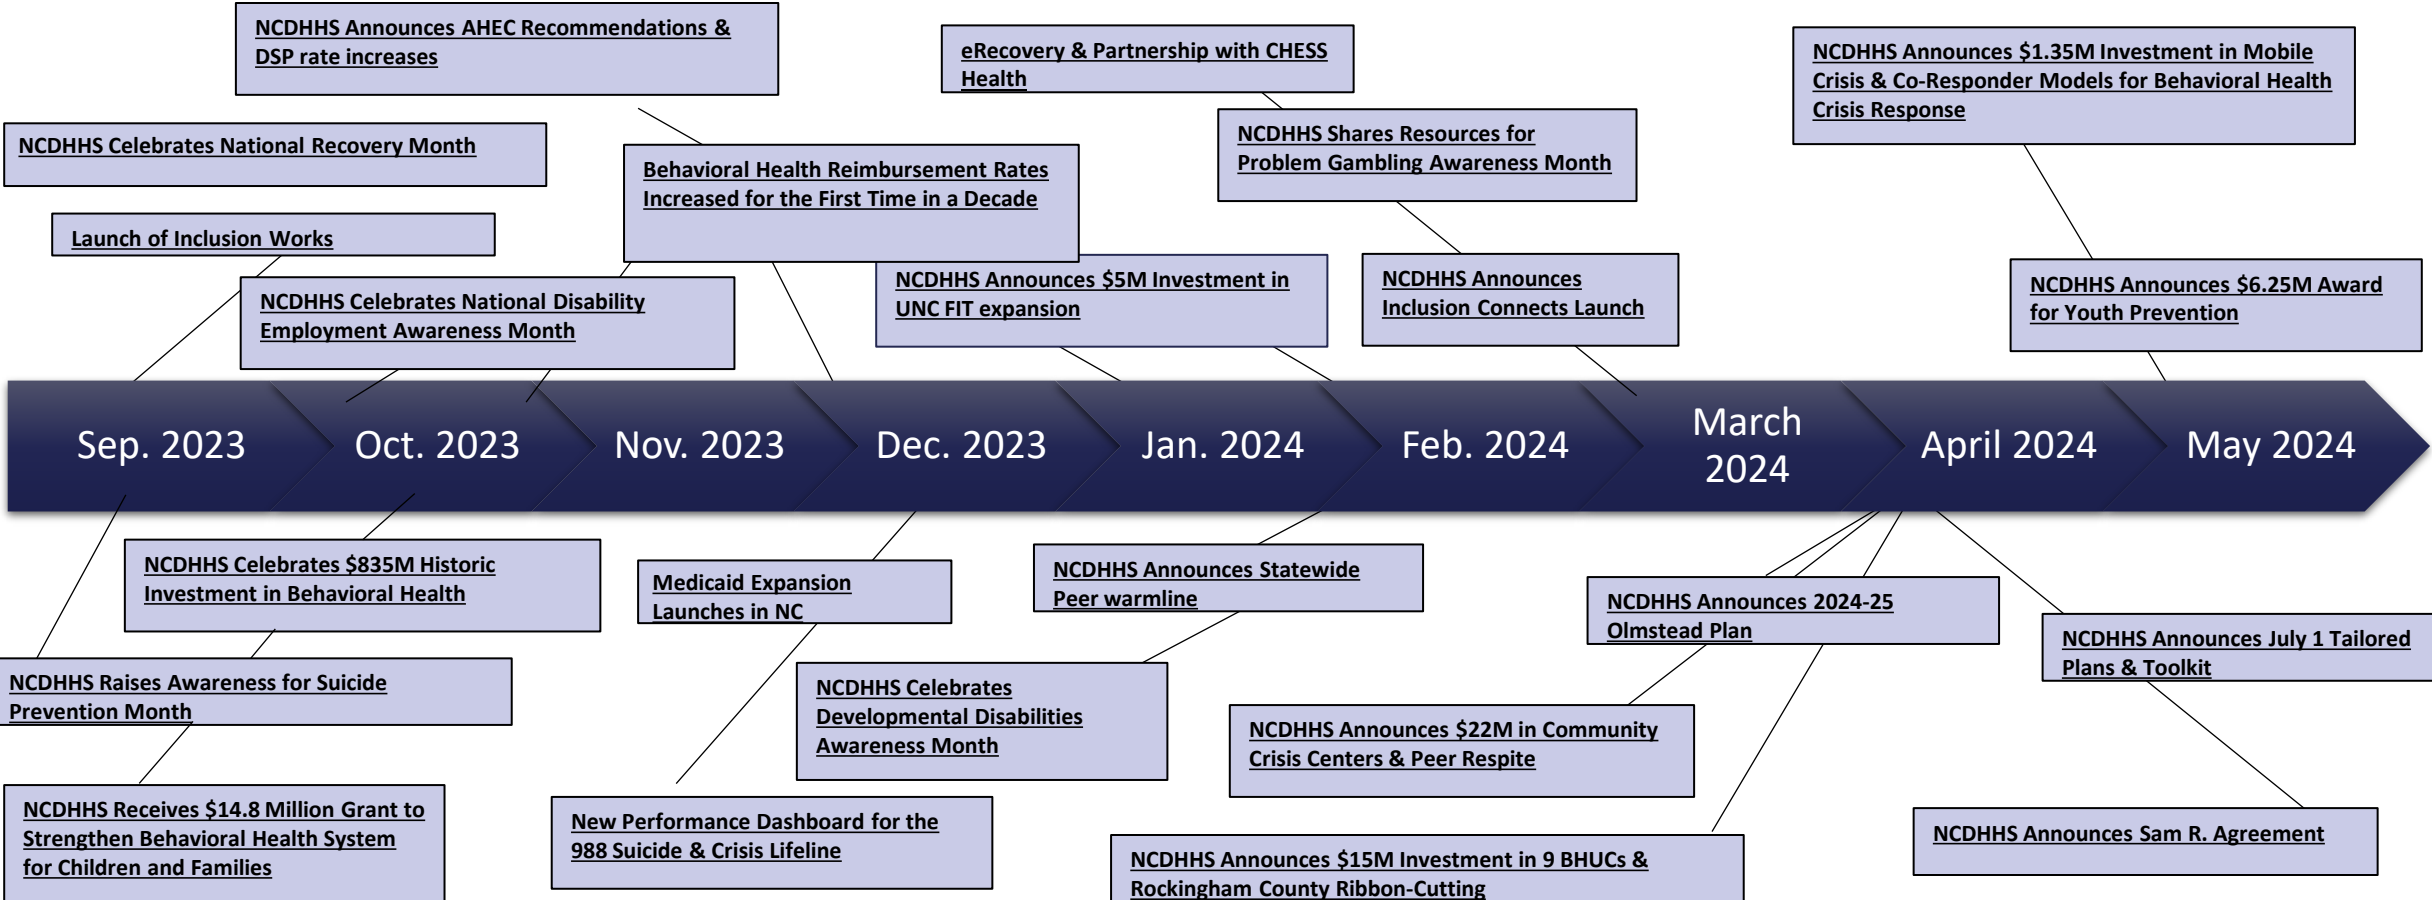 NCDHHS Announces AHEC Recommendations &
DSP rate increases
eRecovery & Partnership with CHESS
Health
NCDHHS Announces $1.35M Investment in Mobile
Crisis & Co-Responder Models for Behavioral Health
Crisis Response
NCDHHS Celebrates National Recovery Month
NCDHHS Shares Resources for
Problem Gambling Awareness Month
Behavioral Health Reimbursement Rates
Increased for the First Time in a Decade
Launch of Inclusion Works
NCDHHS Celebrates National Disability
Employment Awareness Month
NCDHHS Announces $5M Investment in
UNC FIT expansion
NCDHHS Announces
Inclusion Connects Launch
NCDHHS Announces $6.25M Award
for Youth Prevention
Sep. 2023
Oct. 2023
Nov. 2023
Dec. 2023
Jan. 2024
Feb. 2024
March
2024
April 2024
May 2024
NCDHHS Celebrates $835M Historic
Investment in Behavioral Health
Medicaid Expansion
Launches in NC
NCDHHS Announces Statewide
Peer warmline
NCDHHS Announces 2024-25
Olmstead Plan
NCDHHS Announces July 1 Tailored
Plans & Toolkit
NCDHHS Raises Awareness for Suicide
Prevention Month
NCDHHS Celebrates
Developmental Disabilities
Awareness Month
NCDHHS Announces $22M in Community
Crisis Centers & Peer Respite
NCDHHS Receives $14.8 Million Grant to
Strengthen Behavioral Health System
for Children and Families
New Performance Dashboard for the
988 Suicide & Crisis Lifeline
NCDHHS Announces $15M Investment in 9 BHUCs &
Rockingham County Ribbon-Cutting
NCDHHS Announces Sam R. Agreement